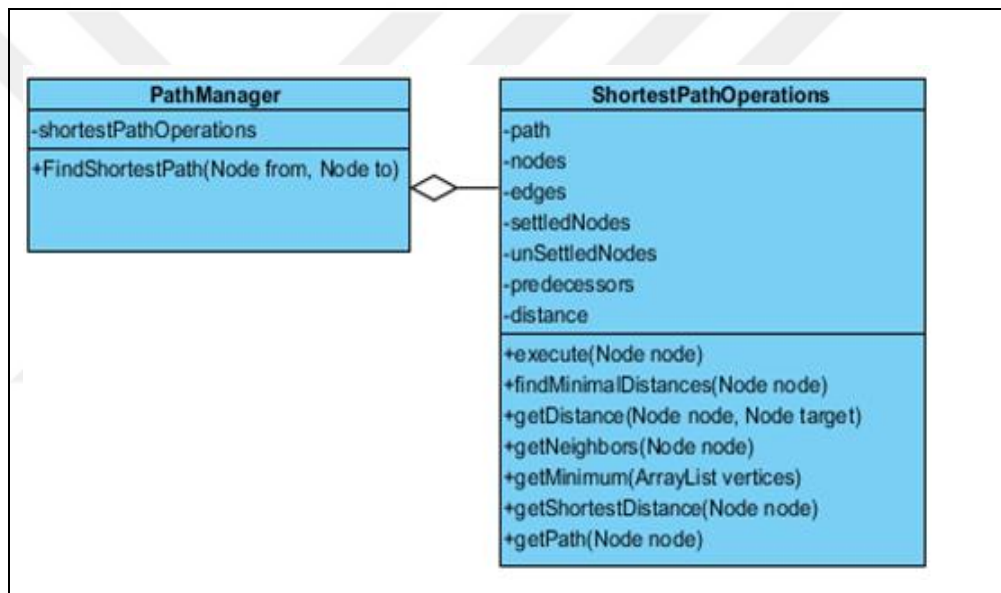 PathManager
-shortestPathOperations
+FindShortestPath(Node from, Node to)
ShortestPathOperations
-path
-nodes
-edges
-settledNodes
-unSettledNodes
-predecessors
-distance
+execute(Node node)
+findMinimalDistances(Node node)
+getDistance(Node node, Node target)
+getNeighbors(Node node)
+getMinimum(ArrayList vertices)
+getShortestDistance(Node node)
+getPath(Node node)